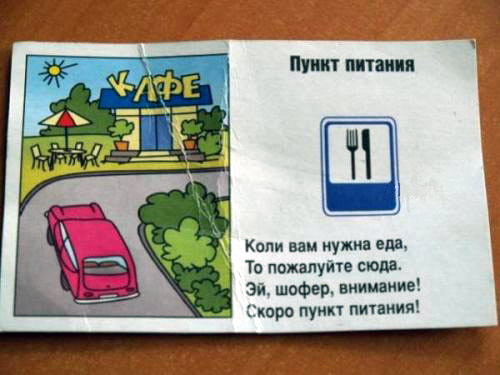 КАФЕ
Пункт питания
Коли вам нужна еда,
То пожалуйте сюда.
Эй, шофер, внимание!
Скоро пункт питания!